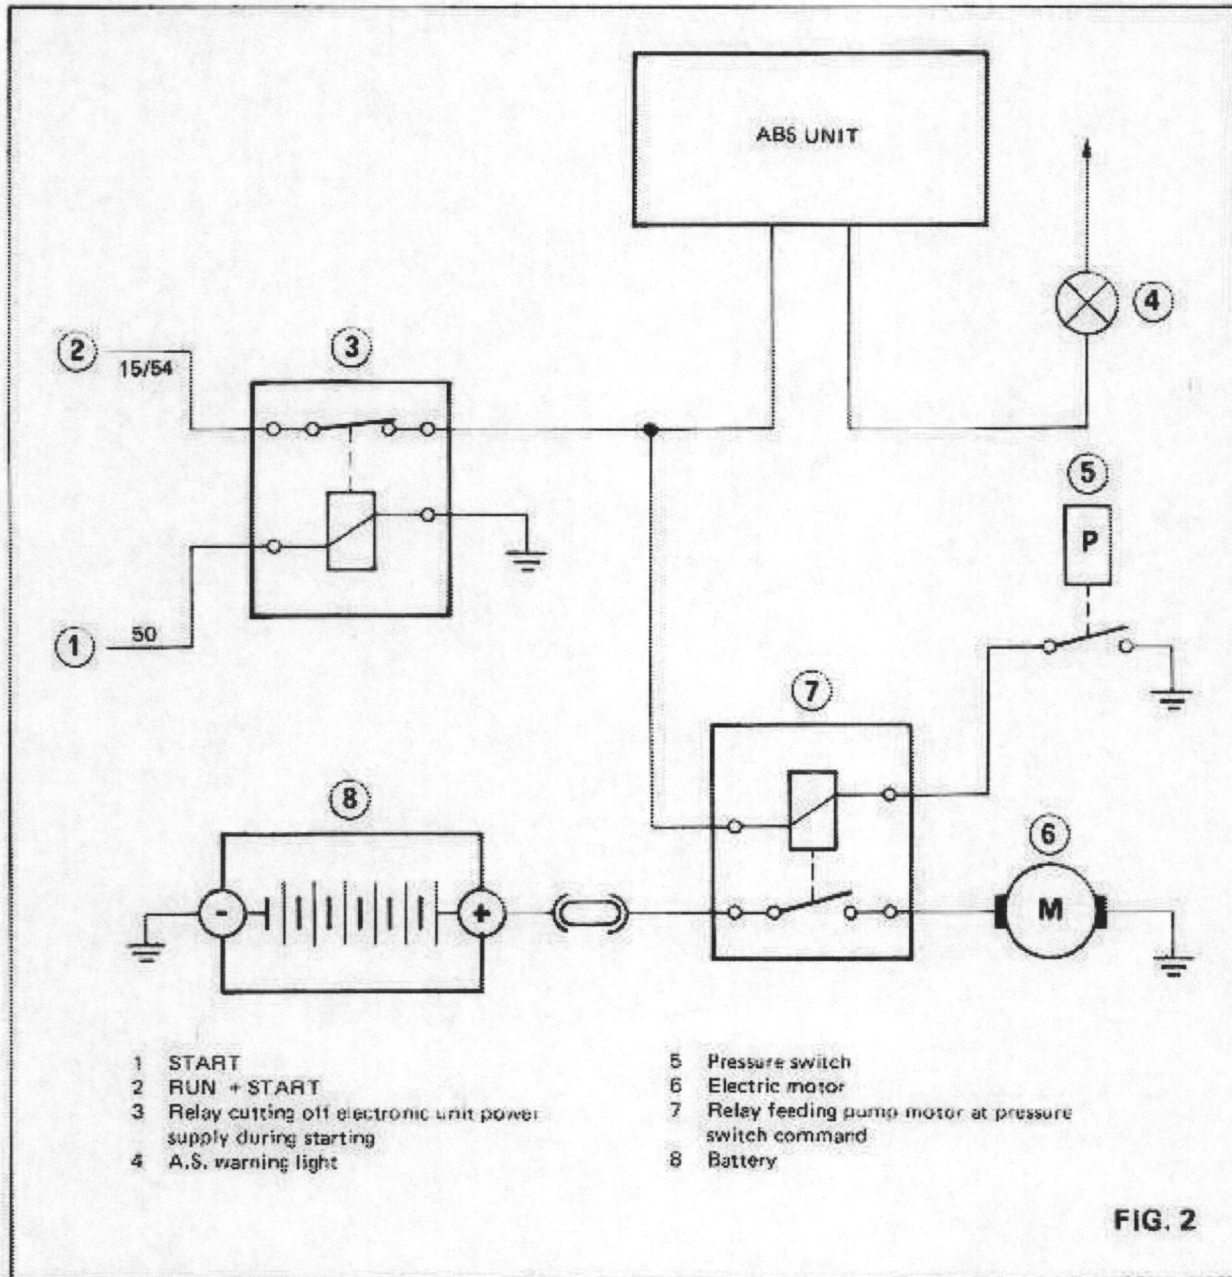 ABS UNIT
4
2
15/54
3
5
P
50
1
7
8
6
-
+
M
1 START
2 RUN + START
3 Relay cutting off electronic unit power
supply during starting
4 A.S. warning light
5 Pressure switch
6 Electric motor
7 Relay feeding pump motor at pressure
switch command
8 Battery
FIG. 2